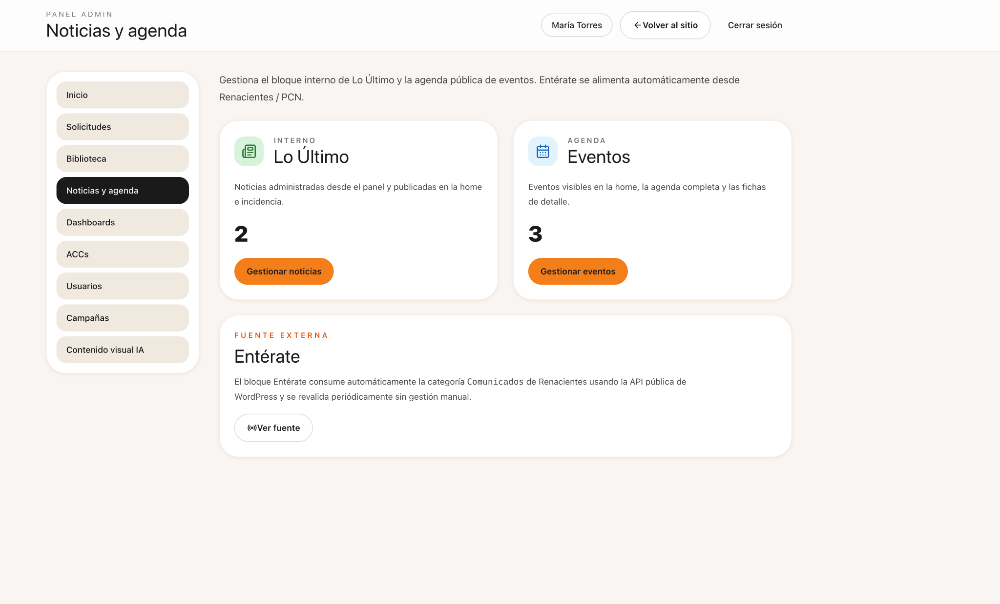 PANEL ADMIN
Noticias y agenda
María Torres
Volver al sitio
Cerrar sesión
Inicio
Solicitudes
Biblioteca
Noticias y agenda
Dashboards
ACCs
Usuarios
Campañas
Contenido visual IA
Gestiona el bloque interno de Lo Último y la agenda pública de eventos. Entérate se alimenta automáticamente desde
Renacientes / PCN.
INTERNO
Lo Último
Noticias administradas desde el panel y publicadas en la home
e incidencia.
2
Gestionar noticias
AGENDA
Eventos
Eventos visibles en la home, la agenda completa y las fichas
de detalle.
3
Gestionar eventos
FUENTE EXTERNA
Entérate
El bloque Entérate consume automáticamente la categoría Comunicados de Renacientes usando la API pública de
WordPress y se revalida periódicamente sin gestión manual.
Ver fuente